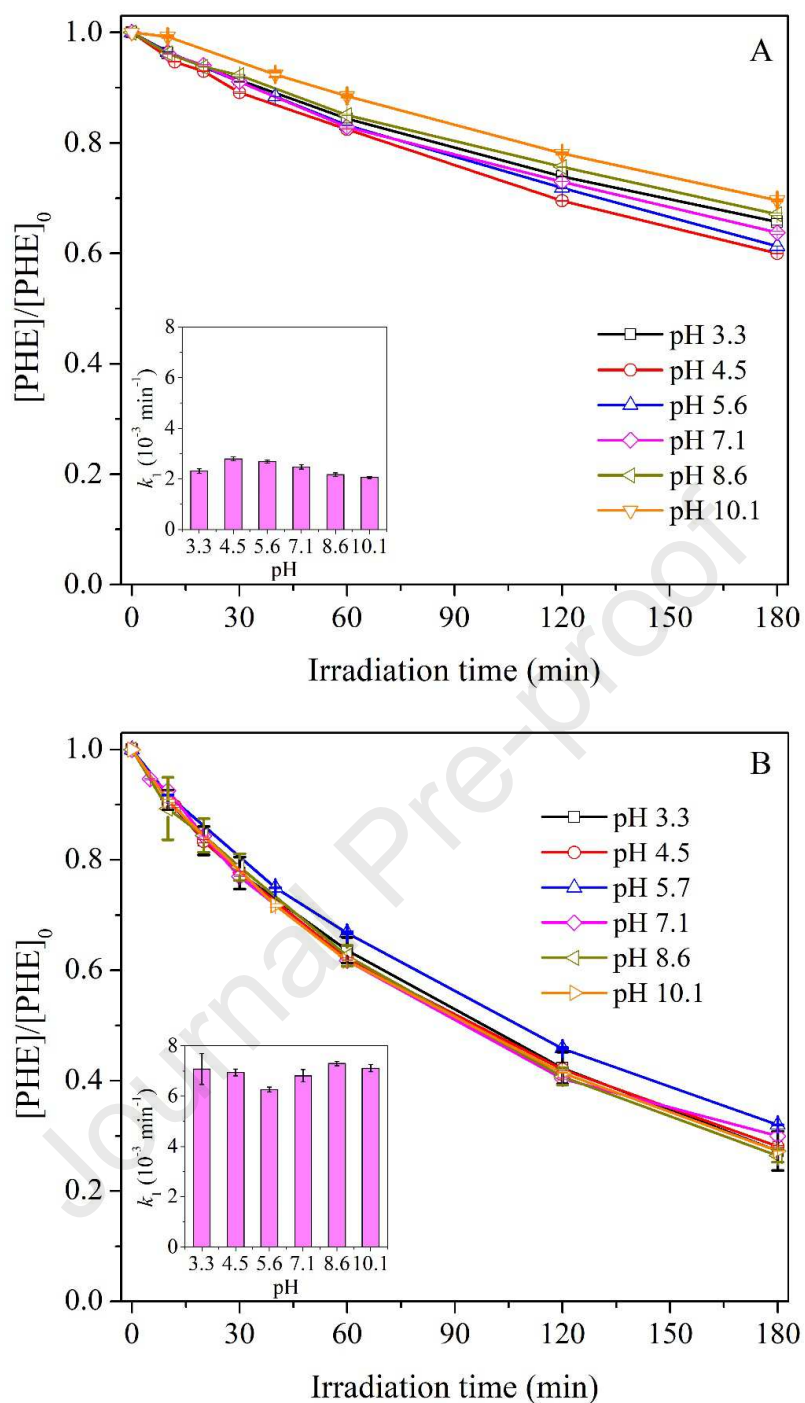 A
1.0
0.8
0.6
0.4
0.2
0.0
[PHE]/[PHE]0
8
6
4
2
0
k1 (10-3 min-1)
3.3 4.5 5.6 7.1 8.6 10.1
pH
pH 3.3
pH 4.5
pH 5.6
pH 7.1
pH 8.6
pH 10.1
0 30 60 90 120 150 180
Irradiation time (min)
Journal Pre-proof
B
1.0
0.8
0.6
0.4
0.2
0.0
[PHE]/[PHE]0
pH 3.3
pH 4.5
pH 5.7
pH 7.1
pH 8.6
pH 10.1
8
6
4
2
0
k1 (10-3 min-1)
3.3 4.5 5.6 7.1 8.6 10.1
pH
0 30 60 90 120 150 180
Irradiation time (min)